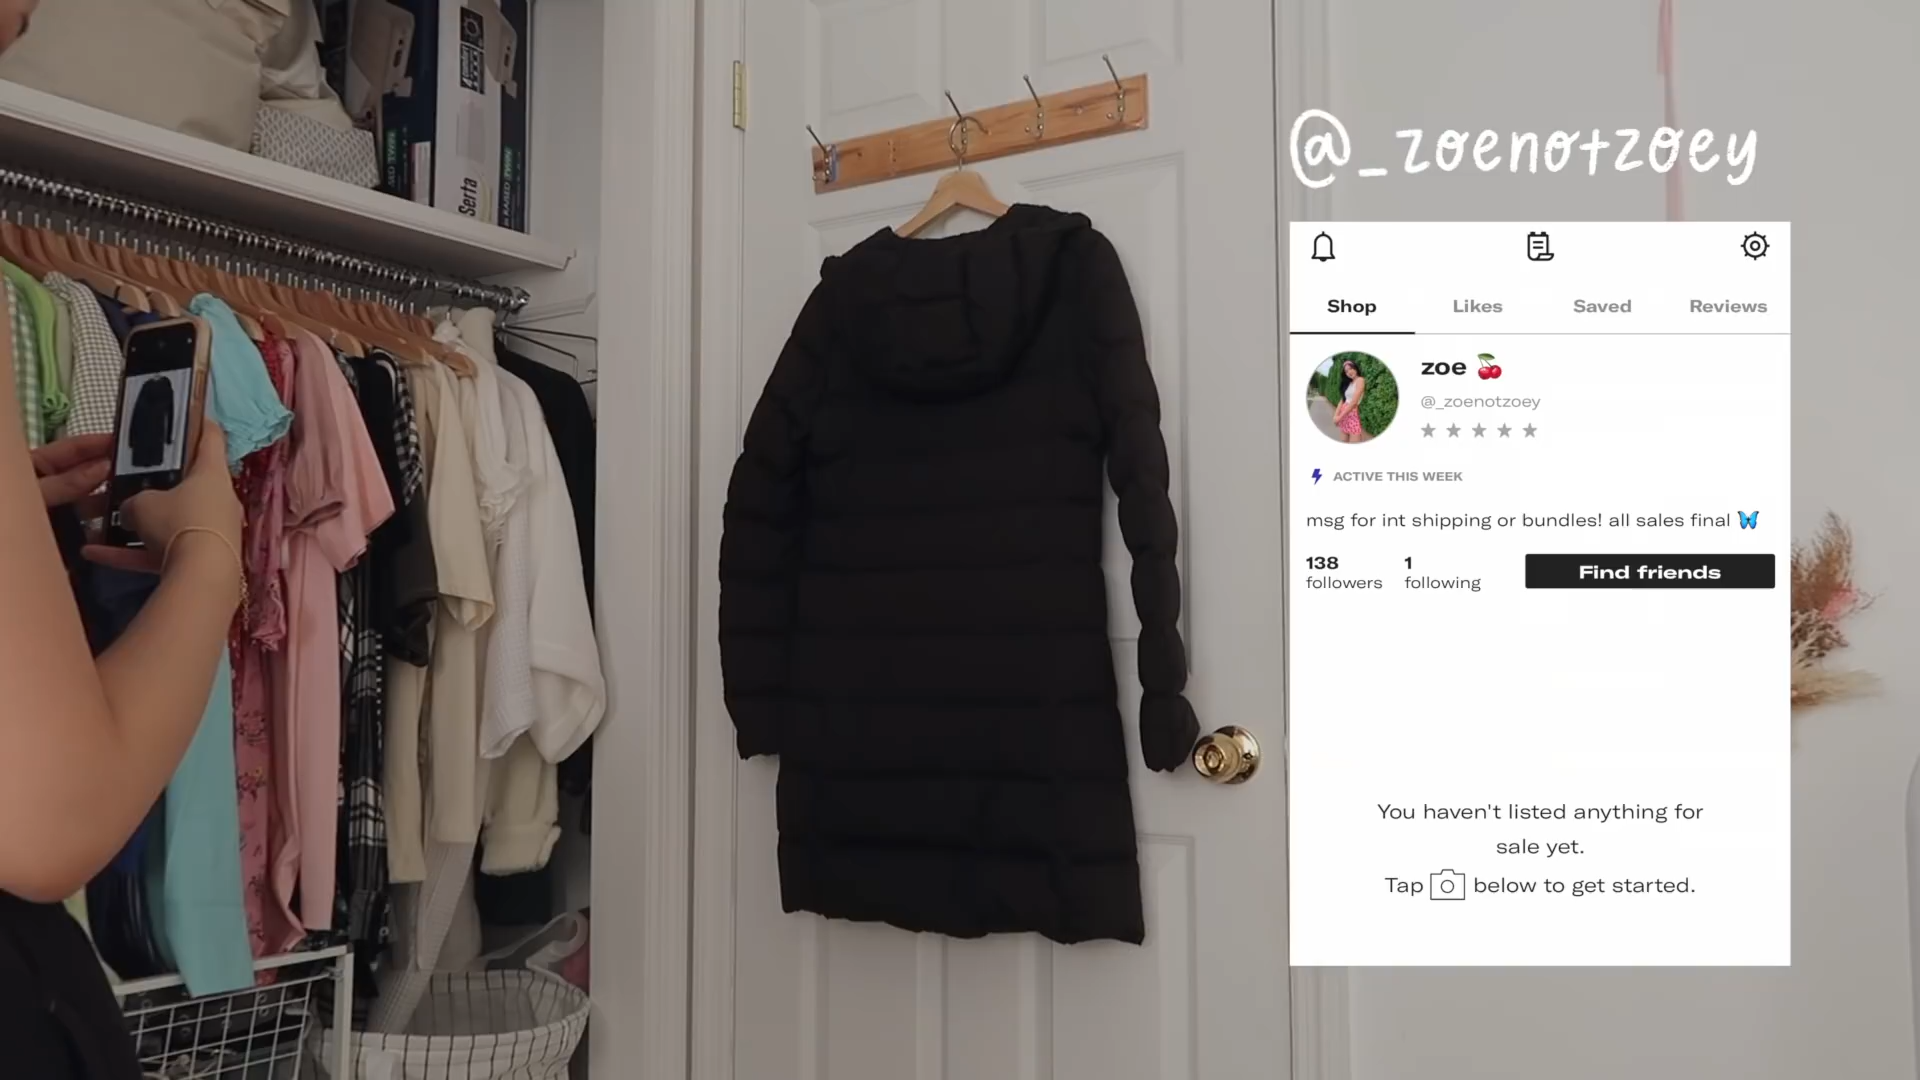 Serta
@_zoenotzoey
Shop Likes Saved Reviews
zoe 🍒
@_zoenotzoey
ACTIVE THIS WEEK
msg for int shipping or bundles! all sales final 🦋
138 1
followers following
Find friends
You haven't listed anything for
sale yet.
Tap below to get started.